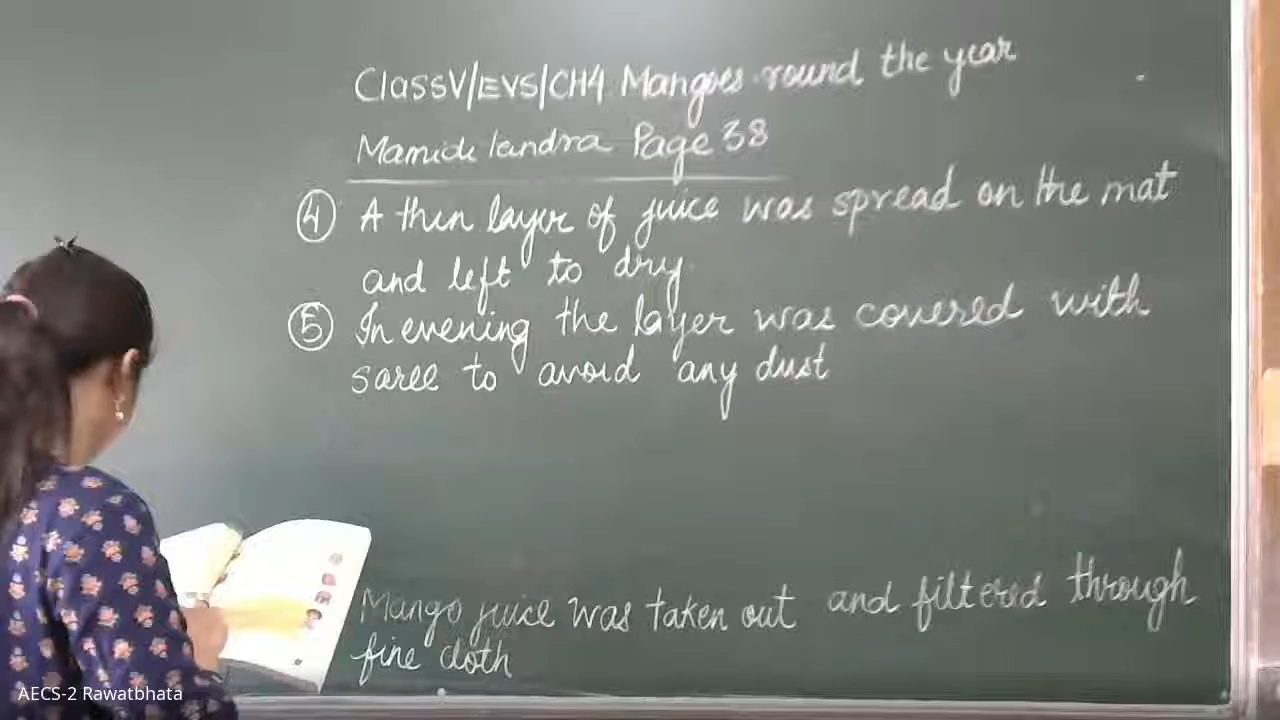 ClassV/EVS/CH4 Mangoes round the year
Mamidi tandra Page 38
④ A thin layer of juice was spread on the mat
and left to dry.
⑤ In evening the layer was covered with
saree to avoid any dust
Mango juice was taken out and filtered through
fine cloth
AECS-2 Rawatbhata